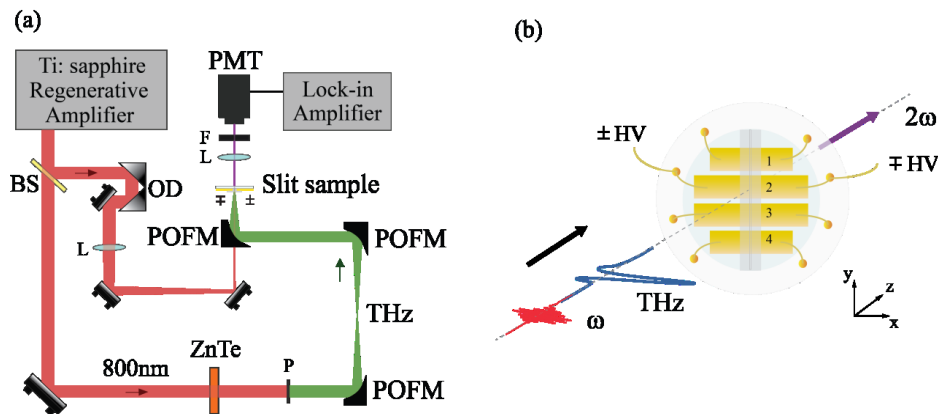 (a)
Ti: sapphire
Regenerative
Amplifier
PMT
Lock-in
Amplifier
F
L
BS
OD
Slit sample
∓ ±
POFM
POFM
L
THz
800nm
ZnTe
P
POFM
(b)
2ω
± HV
∓ HV
1
2
3
4
THz
ω
y
z
x